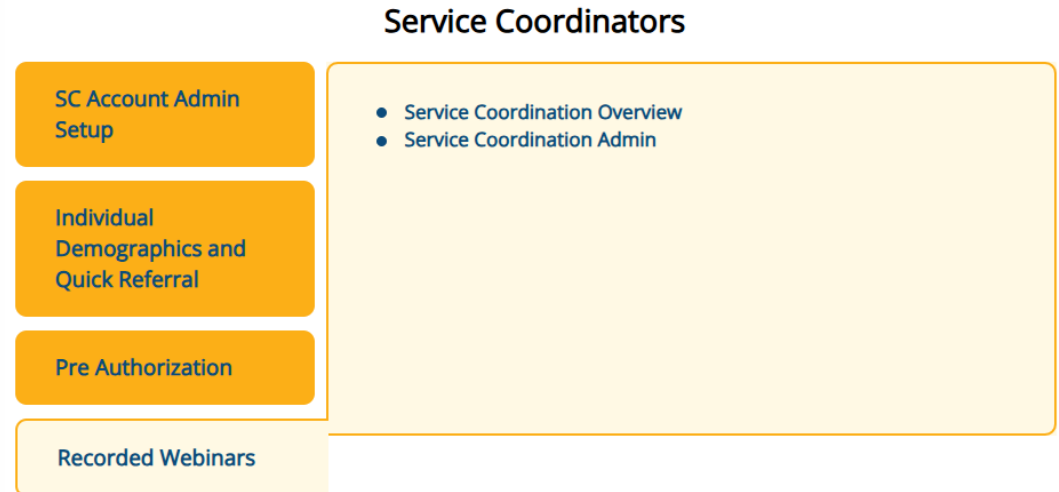 Service Coordinators
SC Account Admin
Setup
Individual
Demographics and
Quick Referral
Pre Authorization
Recorded Webinars
Service Coordination Overview
Service Coordination Admin